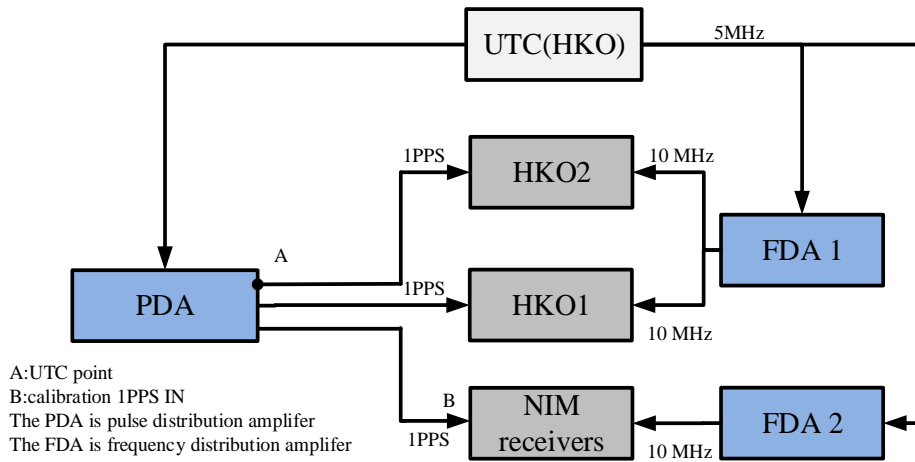 UTC(HKO)
5MHz
1PPS
HKO2
10 MHz
A
FDA 1
PDA
1PPS
HKO1
10 MHz
A:UTC point
B:calibration 1PPS IN
The PDA is pulse distribution amplifer
The FDA is frequency distribution amplifer
B
1PPS
NIM
receivers
10 MHz
FDA 2